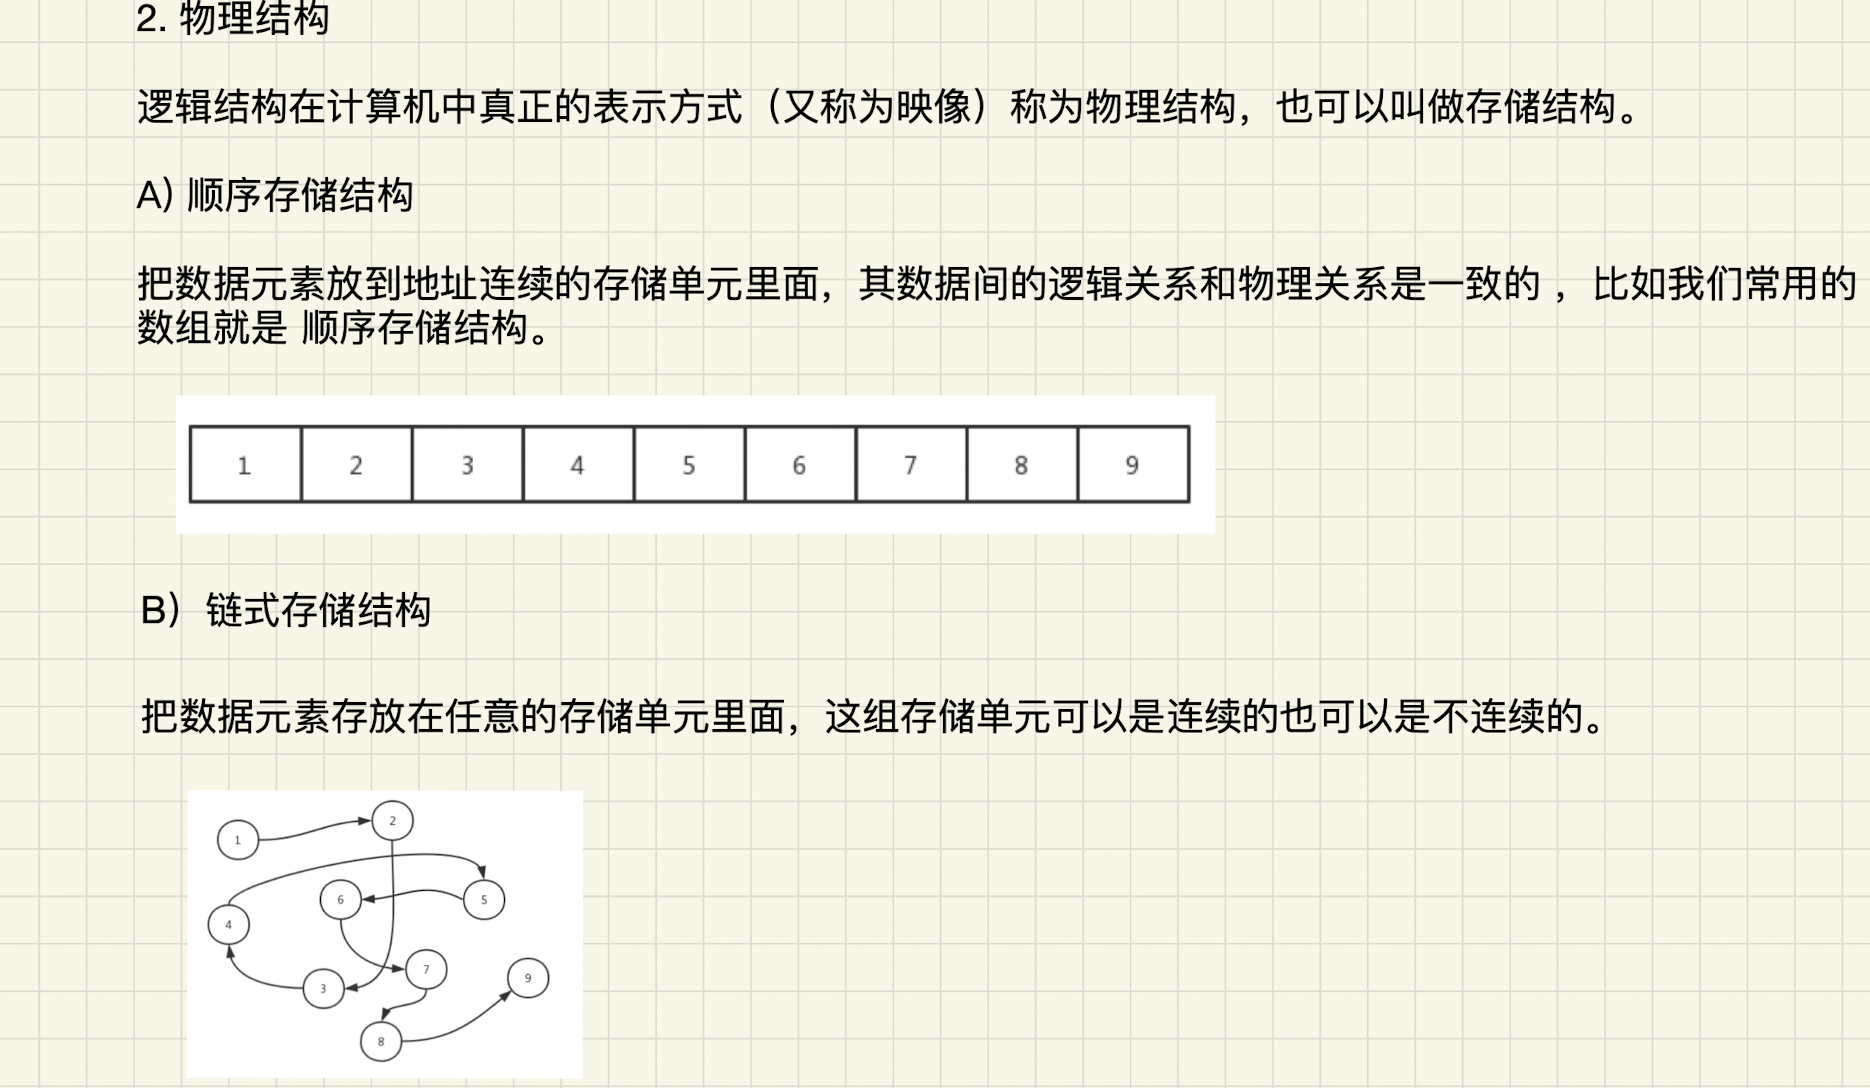 2. 物理结构
逻辑结构在计算机中真正的表示方式（又称为映像）称为物理结构，也可以叫做存储结构。
A) 顺序存储结构
把数据元素放到地址连续的存储单元里面，其数据间的逻辑关系和物理关系是一致的 ，比如我们常用的
数组就是 顺序存储结构。
1 2 3 4 5 6 7 8 9
B） 链式存储结构
把数据元素存放在任意的存储单元里面，这组存储单元可以是连续的也可以是不连续的。
1
2
6
5
4
7
3
9
8